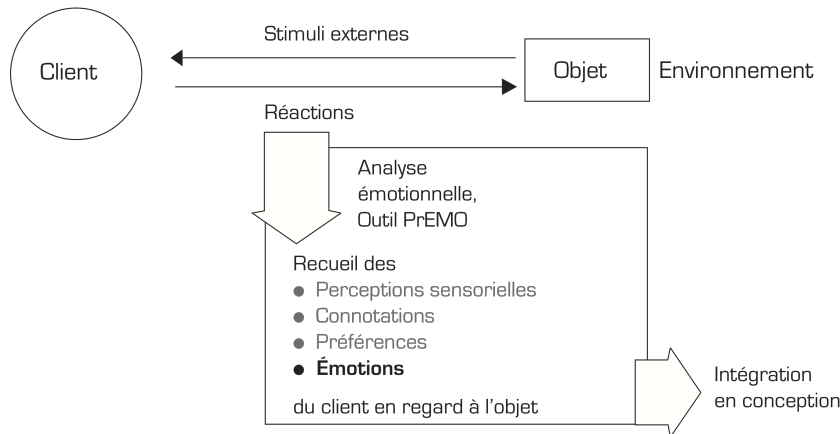 Stimuli externes
Client
Objet
Environnement
Réactions
Analyse
émotionnelle,
Outil PrEMO
Recueil des
● Perceptions sensorielles
● Connotations
● Préférences
● Émotions
du client en regard à l'objet
Intégration
en conception